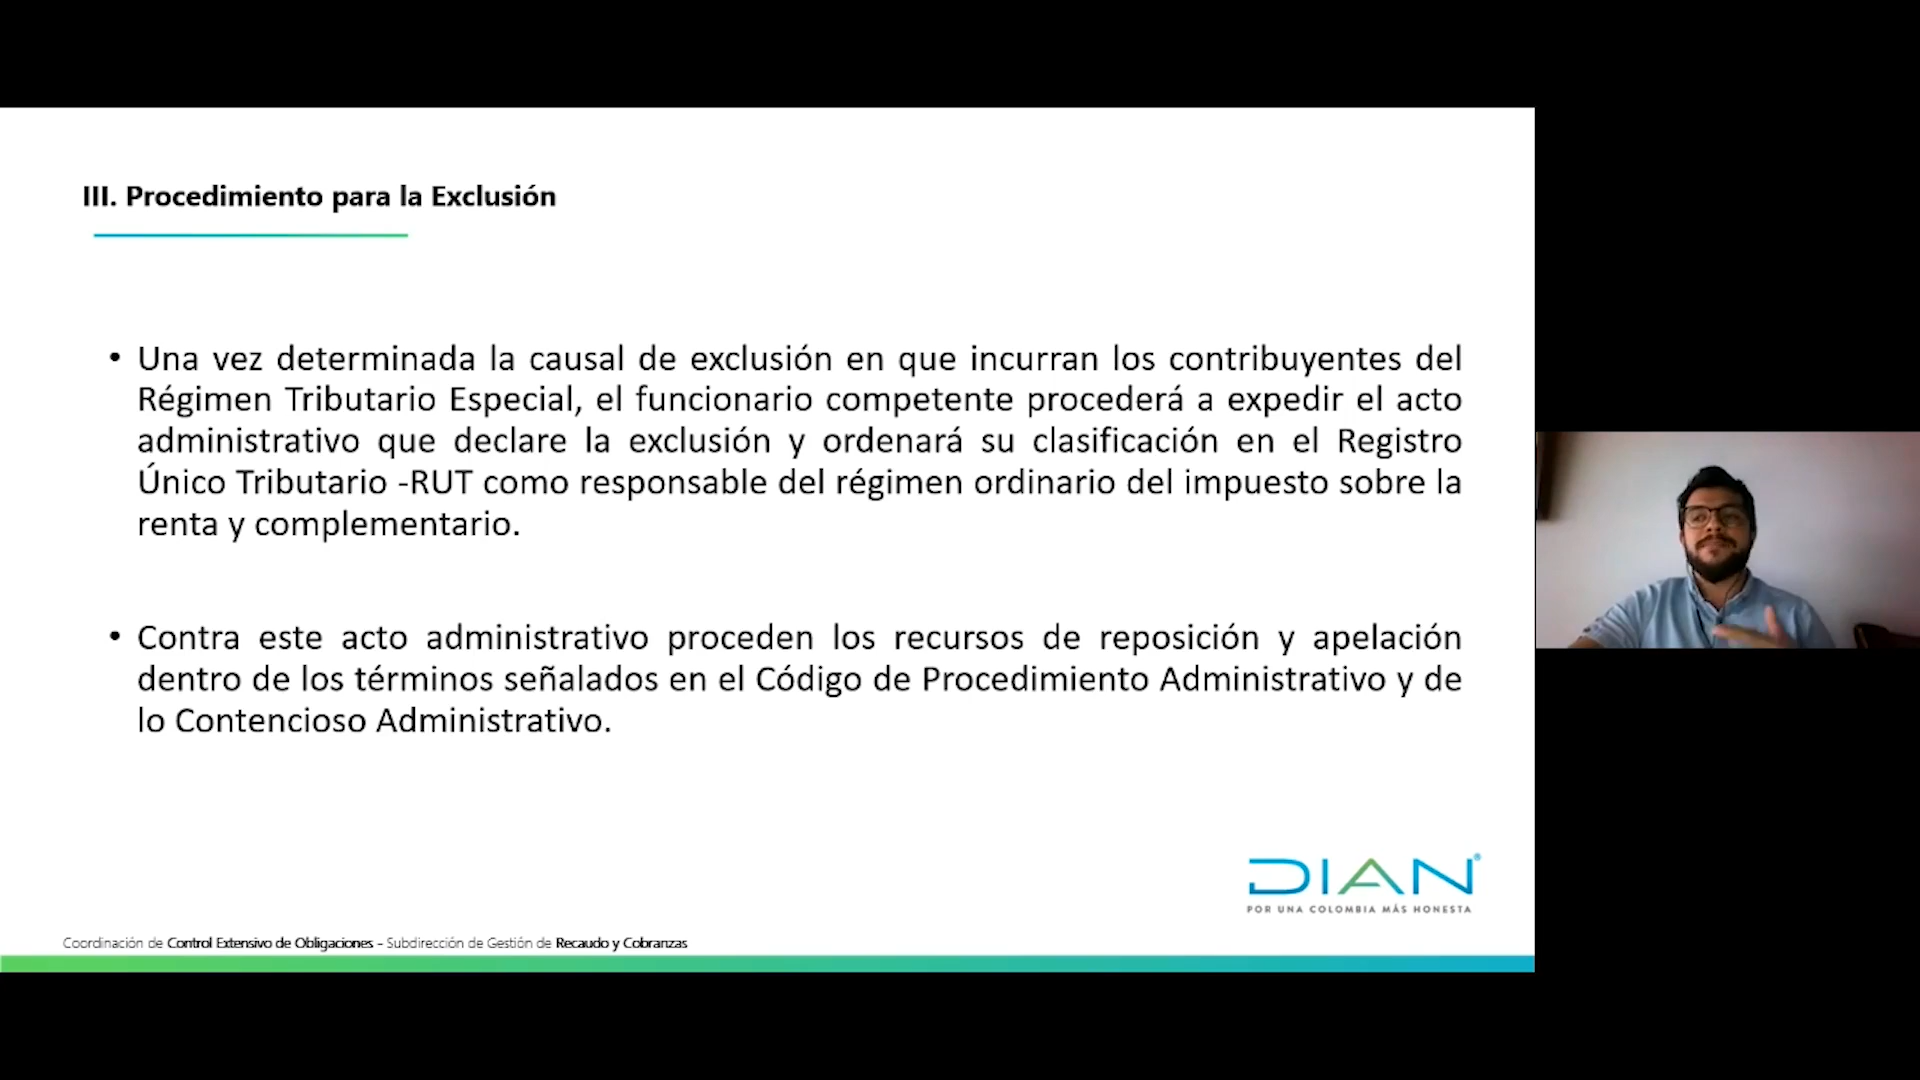 III. Procedimiento para la Exclusión
• Una vez determinada la causal de exclusión en que incurran los contribuyentes del
Régimen Tributario Especial, el funcionario competente procederá a expedir el acto
administrativo que declare la exclusión y ordenará su clasificación en el Registro
Único Tributario -RUT como responsable del régimen ordinario del impuesto sobre la
renta y complementario.
• Contra este acto administrativo proceden los recursos de reposición y apelación
dentro de los términos señalados en el Código de Procedimiento Administrativo y de
lo Contencioso Administrativo.
DIAN®
POR UNA COLOMBIA MÁS HONESTA
Coordinación de Control Extensivo de Obligaciones – Subdirección de Gestión de Recaudo y Cobranzas